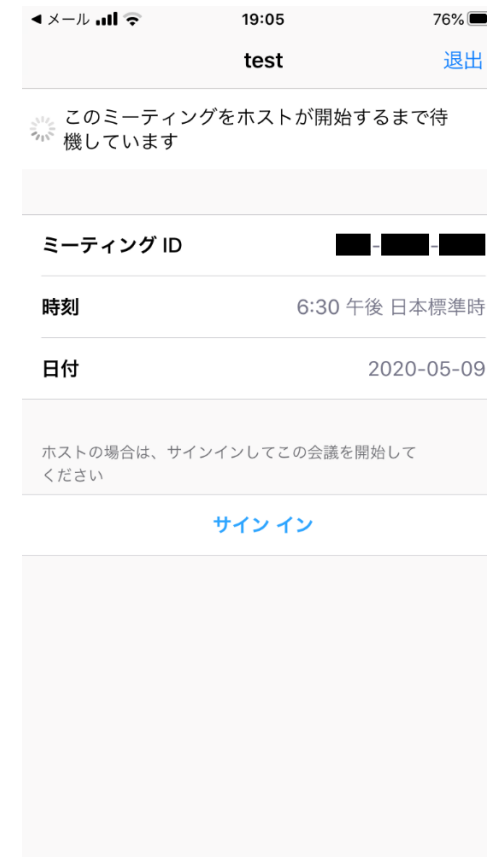 ◀メール 19:05 76%
test 退出
このミーティングをホストが開始するまで待
機しています
ミーティング ID - -
時刻 6:30 午後 日本標準時
日付 2020-05-09
ホストの場合は、サインインしてこの会議を開始して
ください
サイン イン